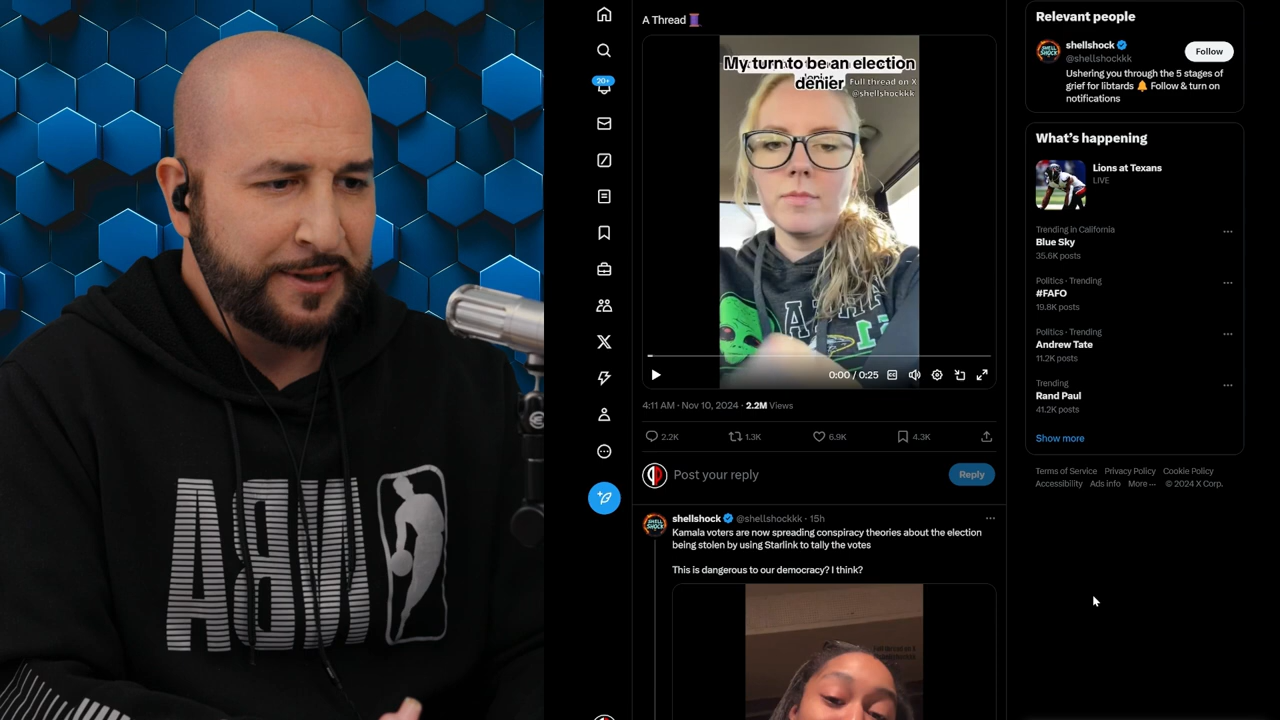 NBA
A Thread 🧵
My turn to be an election
denier
Full thread on X
@shellshockkk
0:00 / 0:25
4:11 AM · Nov 10, 2024 · 2.2M Views
2.2K
1.3K
6.9K
4.3K
Post your reply
Reply
shellshock @shellshockkk · 15h
Kamala voters are now spreading conspiracy theories about the election
being stolen by using Starlink to tally the votes
This is dangerous to our democracy? I think?
Full thread on X
20+
Relevant people
shellshock
@shellshockkk
Follow
Ushering you through the 5 stages of
grief for libtards 🔔 Follow & turn on
notifications
What's happening
Lions at Texans
LIVE
Trending in California
Blue Sky
35.6K posts
Politics · Trending
#FAFO
19.8K posts
Politics · Trending
Andrew Tate
11.2K posts
Trending
Rand Paul
41.2K posts
Show more
Terms of Service Privacy Policy Cookie Policy
Accessibility Ads info More ··· © 2024 X Corp.